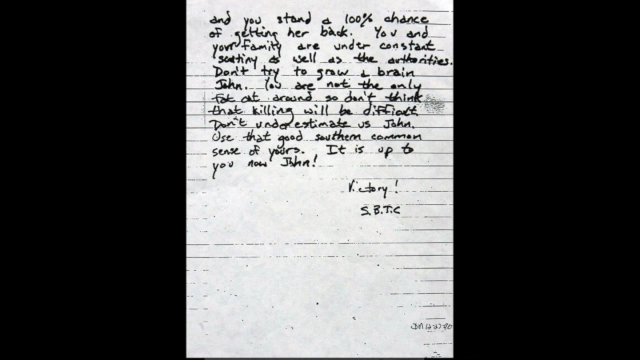 and you stand a 100% chance
of getting her back. You and
your family are under constant
scutiny as well as the authorities.
Don't try to grow a brain
John. You are not the only
fat cat around so don't think
that killing will be difficult.
Don't underestimate us John.
Use that good southern common
sense of yours. It is up to
you now John!
Victory!
S.B.T.C